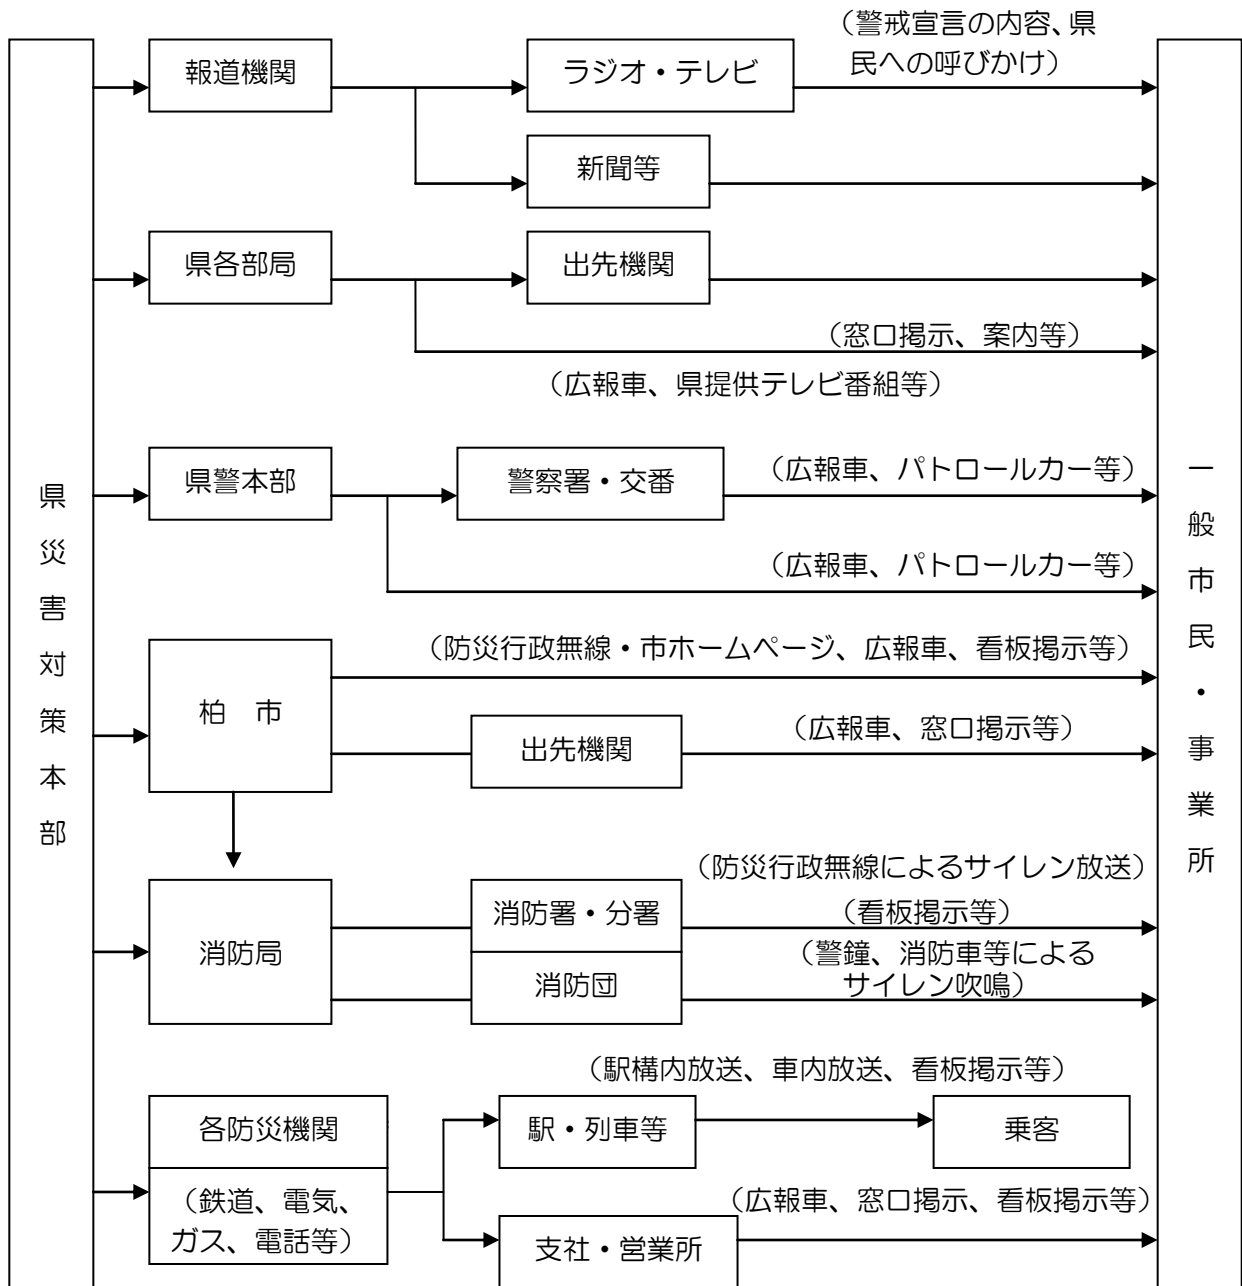 県災害対策本部
報道機関
ラジオ・テレビ
（警戒宣言の内容、県
民への呼びかけ）
新聞等
県各部局
出先機関
（窓口掲示、案内等）
（広報車、県提供テレビ番組等）
県警本部
警察署・交番
（広報車、パトロールカー等）
（広報車、パトロールカー等）
柏　市
（防災行政無線・市ホームページ、広報車、看板掲示等）
出先機関
（広報車、窓口掲示等）
消防局
消防署・分署
（防災行政無線によるサイレン放送）
（看板掲示等）
消防団
（警鐘、消防車等による
サイレン吹鳴）
各防災機関
（鉄道、電気、
ガス、電話等）
（駅構内放送、車内放送、看板掲示等）
駅・列車等
乗客
（広報車、窓口掲示、看板掲示等）
支社・営業所
一般市民・事業所